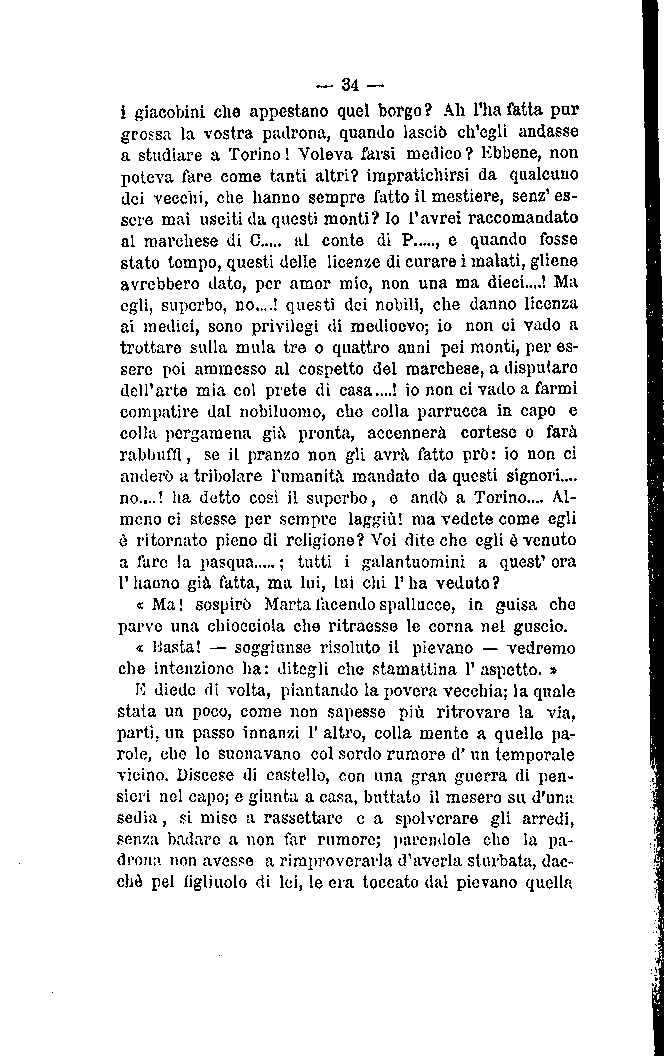 — 34 —
i giacobini che appestano quel borgo? Ah l'ha fatta pur
grossa la vostra padrona, quando lasciò ch'egli andasse
a studiare a Torino! Voleva farsi medico? Ebbene, non
poteva fare come tanti altri? impratichirsi da qualcuno
dei vecchi, che hanno sempre fatto il mestiere, senz' es-
sere mai usciti da questi monti? Io l'avrei raccomandato
al marchese di C..... al conte di P....., e quando fosse
stato tempo, questi delle licenze di curare i malati, gliene
avrebbero dato, per amor mio, non una ma dieci....! Ma
egli, superbo, no....! questi dei nobili, che danno licenza
ai medici, sono privilegi di medioevo; io non ci vado a
trottare sulla mula tre o quattro anni pei monti, per es-
sere poi ammesso al cospetto del marchese, a disputare
dell'arte mia col prete di casa....! io non ci vado a farmi
compatire dal nobiluomo, che colla parrucca in capo e
colla pergamena già pronta, accennerà cortese o farà
rabbuffi, se il pranzo non gli avrà fatto prò: io non ci
anderò a tribolare l'umanità mandato da questi signori....
no....! ha detto così il superbo, e andò a Torino.... Al-
meno ci stesse per sempre laggiù! ma vedete come egli
è ritornato pieno di religione? Voi dite che egli è venuto
a fare la pasqua.....; tutti i galantuomini a quest' ora
l' hanno già fatta, ma lui, lui chi l' ha veduto?
« Ma! sospirò Marta facendo spallucce, in guisa che
parve una chiocciola che ritraesse le corna nel guscio.
« Basta! — soggiunse risoluto il pievano — vedremo
che intenzione ha: ditegli che stamattina l' aspetto. »
E diede di volta, piantando la povera vecchia; la quale
stata un poco, come non sapesse più ritrovare la via,
partì, un passo innanzi l' altro, colla mente a quelle pa-
role, che le suonavano col sordo rumore d' un temporale
vicino. Discese di castello, con una gran guerra di pen-
sieri nel capo; e giunta a casa, buttato il mesero su d'una
sedia, si mise a rassettare e a spolverare gli arredi,
senza badare a non far rumore; parendole che la pa-
drona non avesse a rimproverarla d'averla sturbata, dac-
chè pel figliuolo di lei, le era toccato dal pievano quella